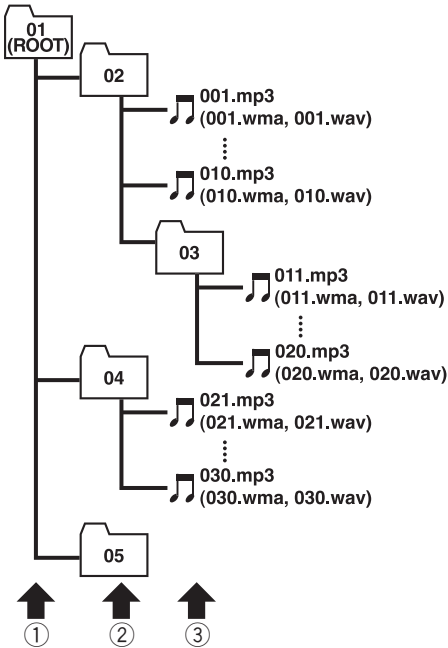 01
(ROOT)
02
001.mp3
(001.wma, 001.wav)
010.mp3
(010.wma, 010.wav)
03
011.mp3
(011.wma, 011.wav)
020.mp3
(020.wma, 020.wav)
04
021.mp3
(021.wma, 021.wav)
030.mp3
(030.wma, 030.wav)
05
① ② ③